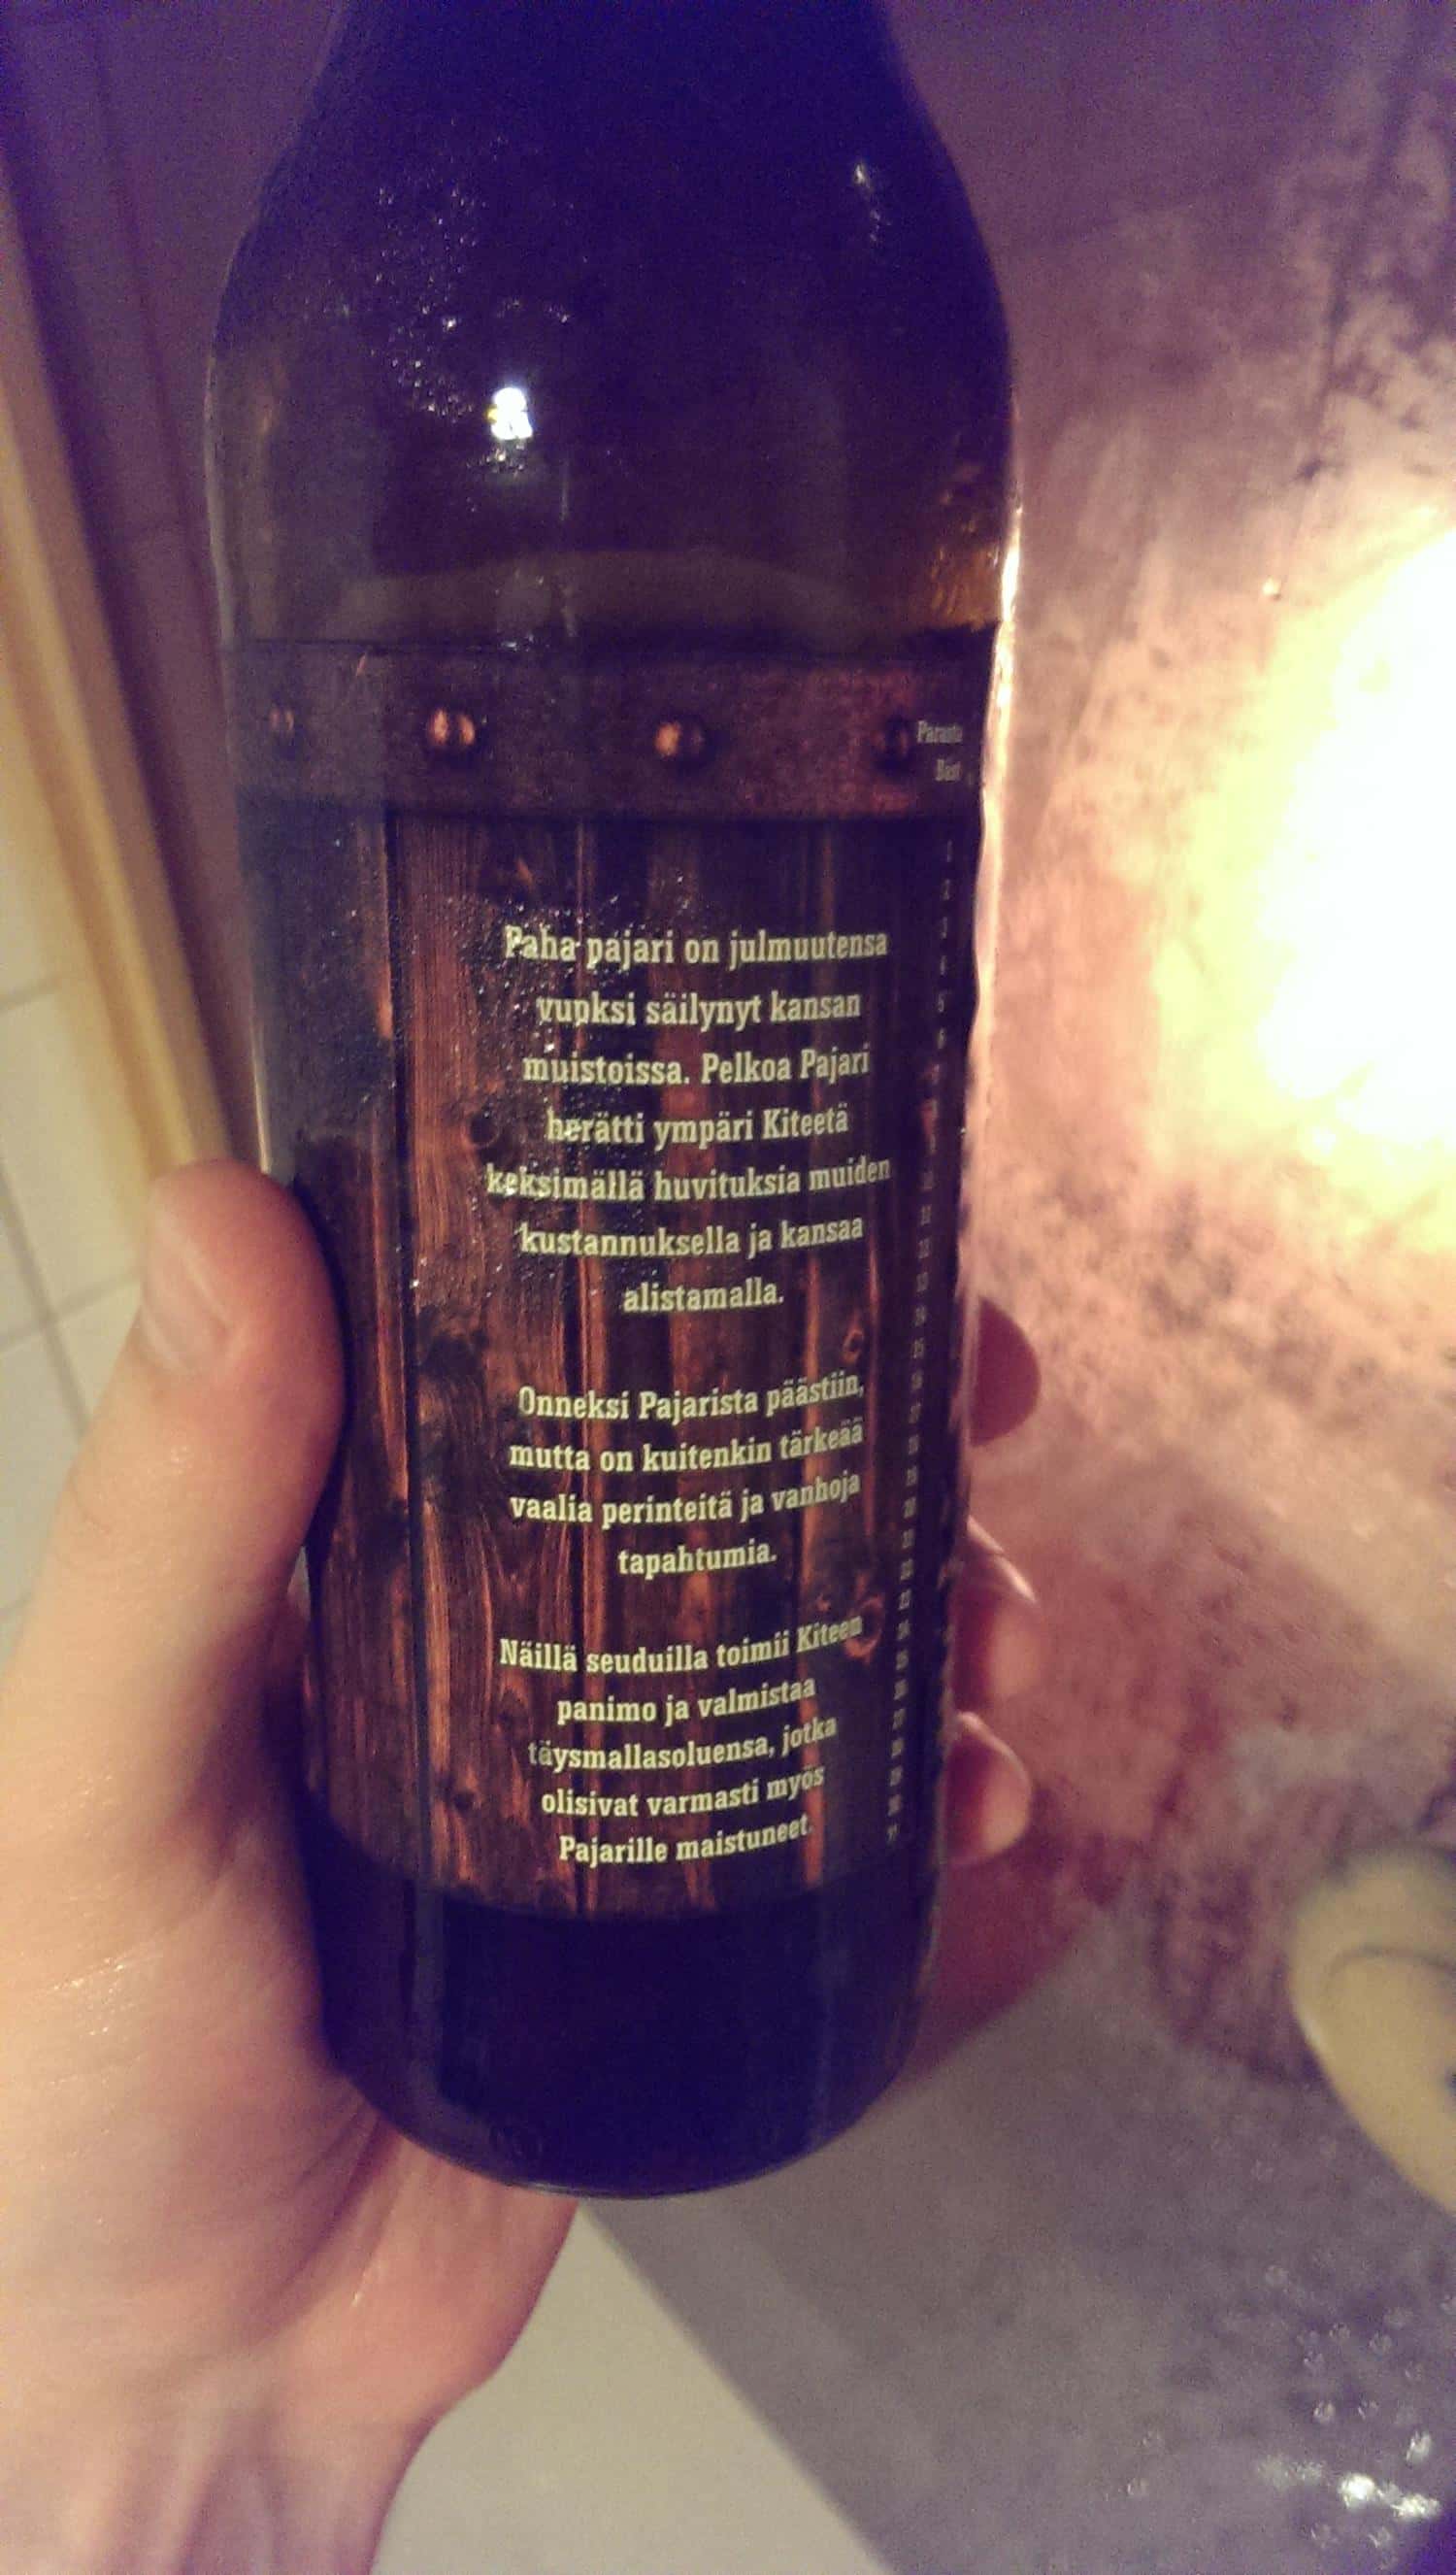 Paha pajari on julmuutensa
vuoksi säilynyt kansan
muistoissa. Pelkoa Pajari
herätti ympäri Kiteetä
keksimällä huvituksia muiden
kustannuksella ja kansaa
alistamalla.
Onneksi Pajarista päästiin,
mutta on kuitenkin tärkeää
vaalia perinteitä ja vanhoja
tapahtumia.
Näillä seuduilla toimii Kiteen
panimo ja valmistaa
täysmallasoluensa, jotka
olisivat varmasti myös
Pajarille maistuneet.
Parasta
Bäst